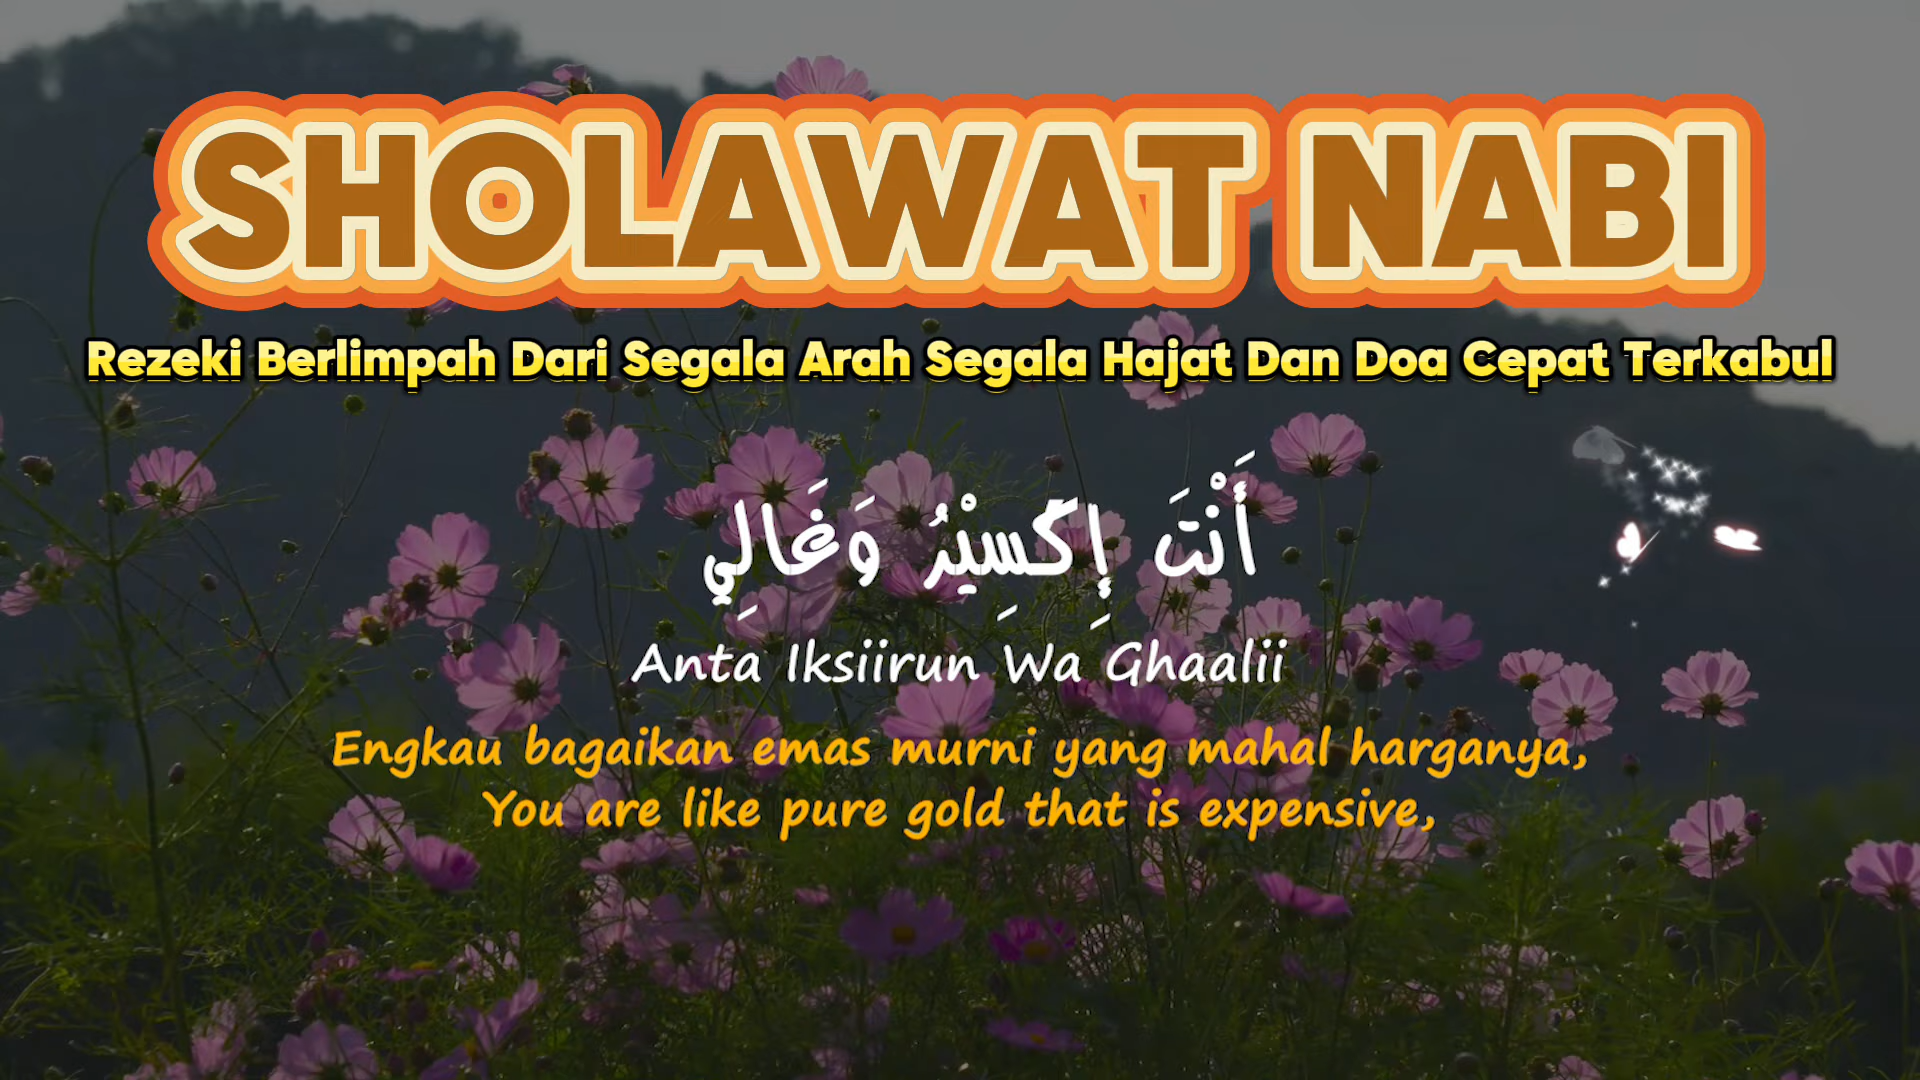 SHOLAWAT NABI
Rezeki Berlimpah Dari Segala Arah Segala Hajat Dan Doa Cepat Terkabul
أَنْتَ إِكسِيْرُ وَغَالِي
Anta Iksiirun Wa Ghaalii
Engkau bagaikan emas murni yang mahal harganya,
You are like pure gold that is expensive,